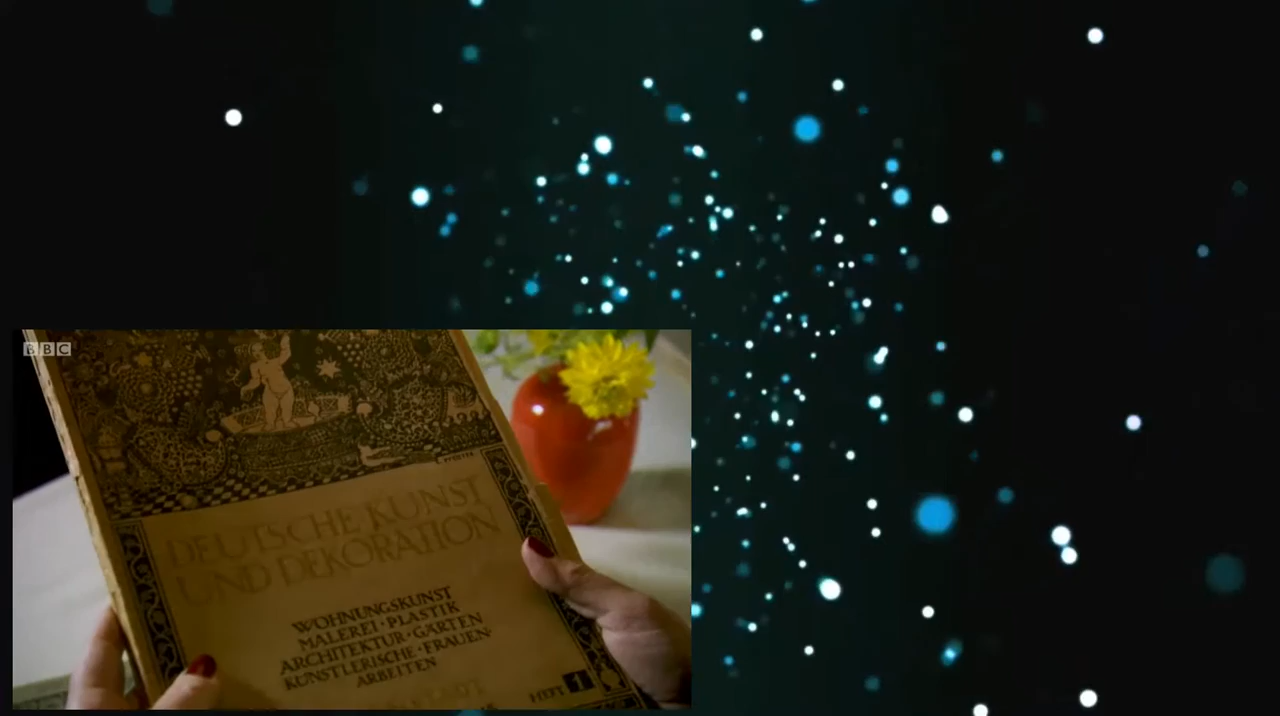 BBC
DEUTSCHE KUNST
UND DEKORATION
WOHNUNGSKUNST
MALEREI · PLASTIK
ARCHITEKTUR · GÄRTEN
KÜNSTLERISCHE · FRAUEN-
ARBEITEN
HEFT 1